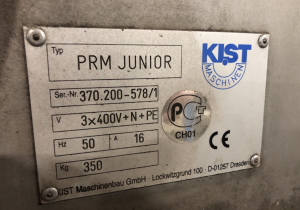 Typ
PRM JUNIOR
KIST
MASCHINEN
Ser.-Nr. 370.200-578/1
V 3×400V+N+PE
Hz 50 A 16
CH01
CE
Kg 350
KIST Maschinenbau GmbH · Lockwitzgrund 100 · D-01257 Dresden